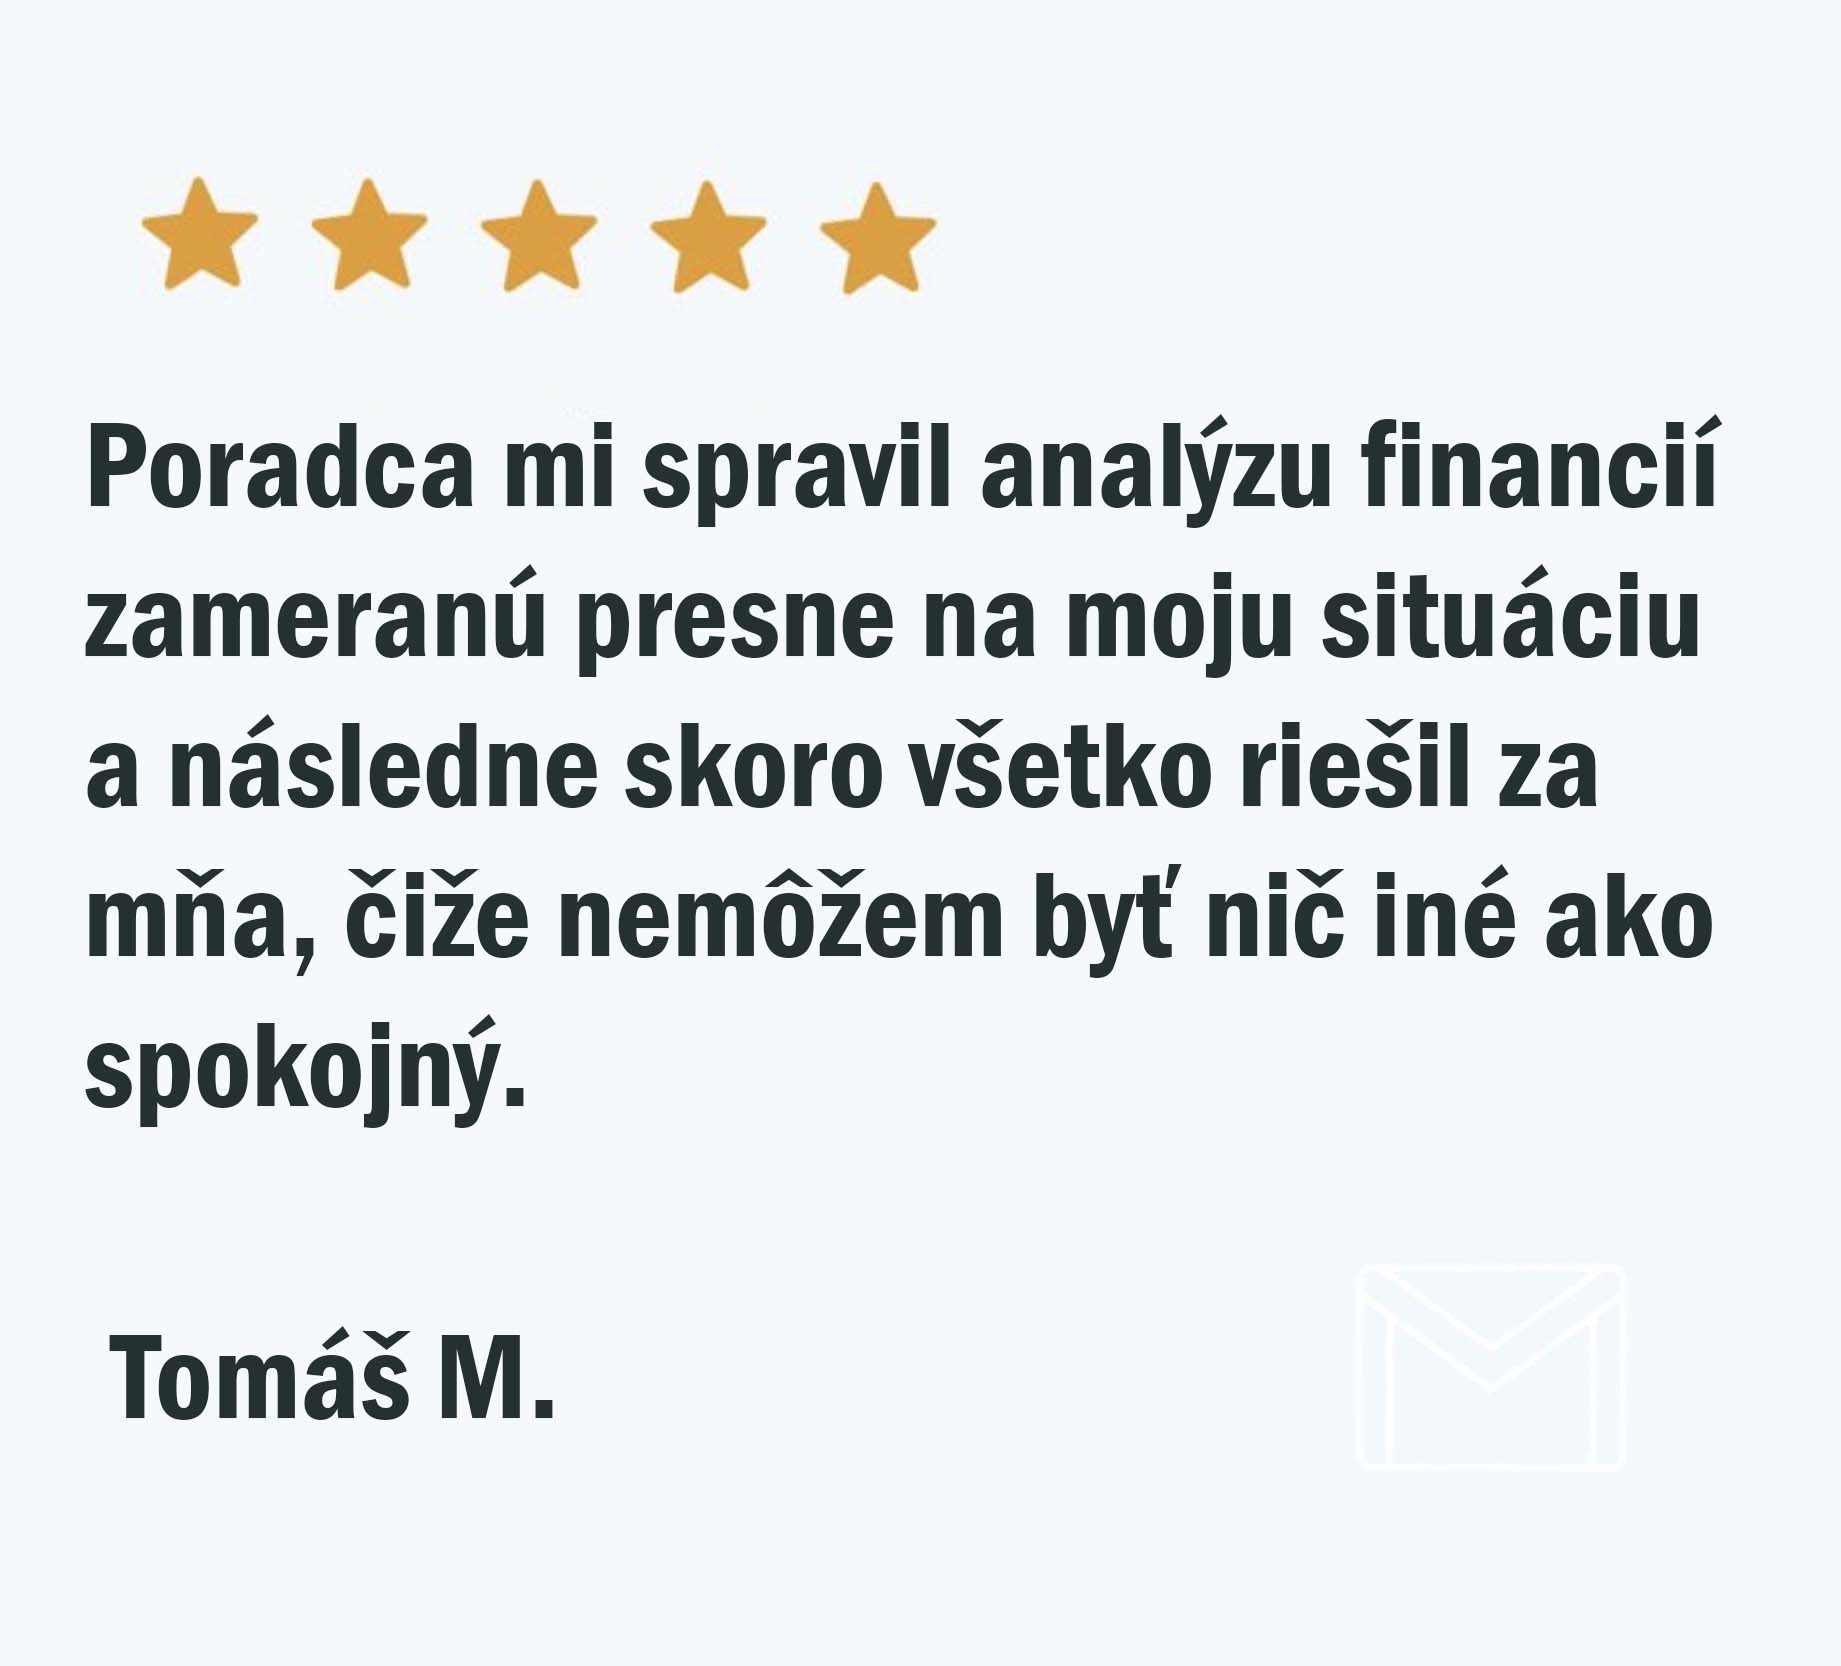 Poradca mi spravil analýzu financií
zameranú presne na moju situáciu
a následne skoro všetko riešil za
mňa, čiže nemôžem byť nič iné ako
spokojný.
Tomáš M.